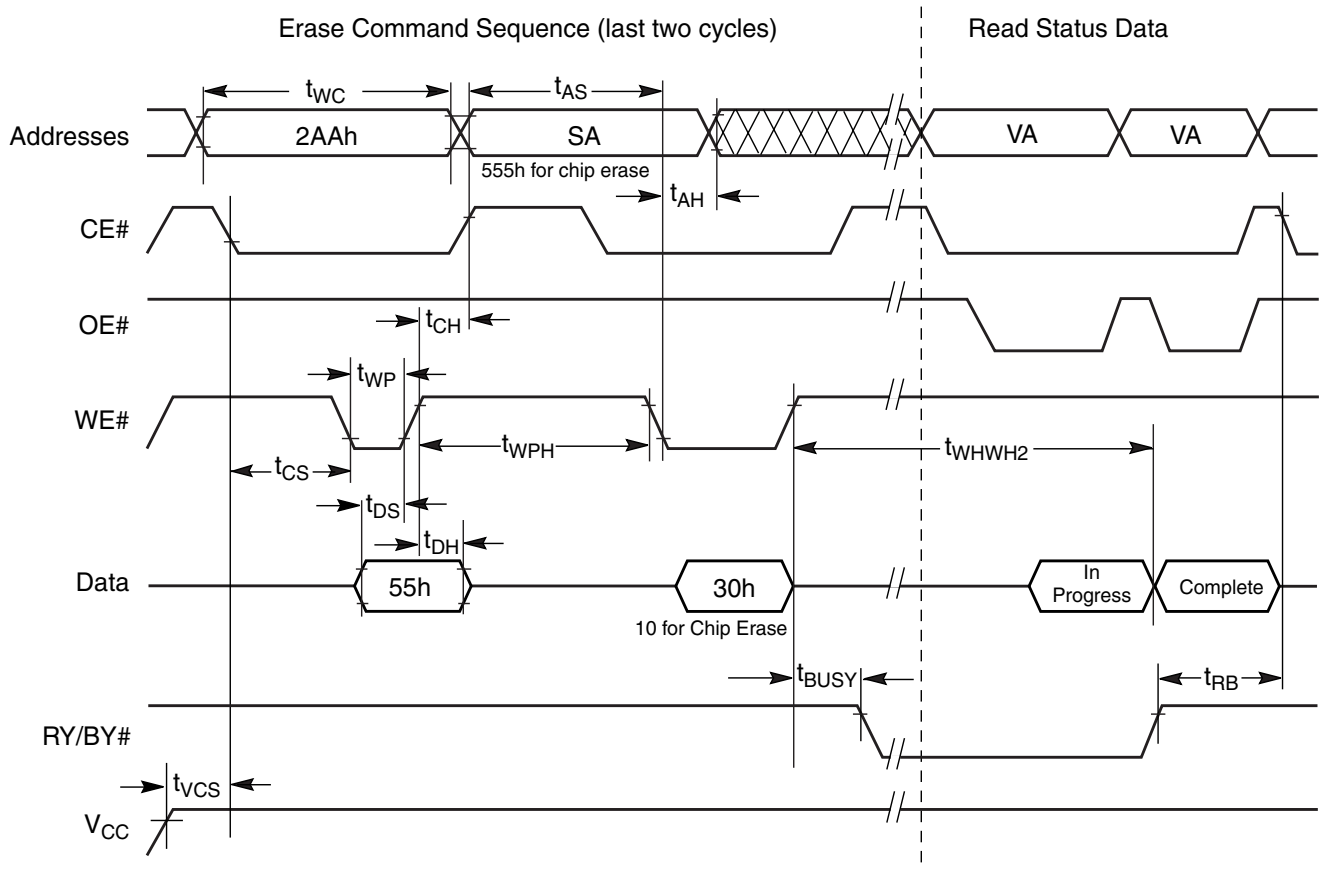 Erase Command Sequence (last two cycles)
Read Status Data
tWC
tAS
Addresses
2AAh
SA
VA
VA
555h for chip erase
tAH
CE#
OE#
tCH
tWP
WE#
tWPH
tWHWH2
tCS
tDS
tDH
Data
55h
30h
In
Progress
Complete
10 for Chip Erase
tBUSY
tRB
RY/BY#
tVCS
VCC